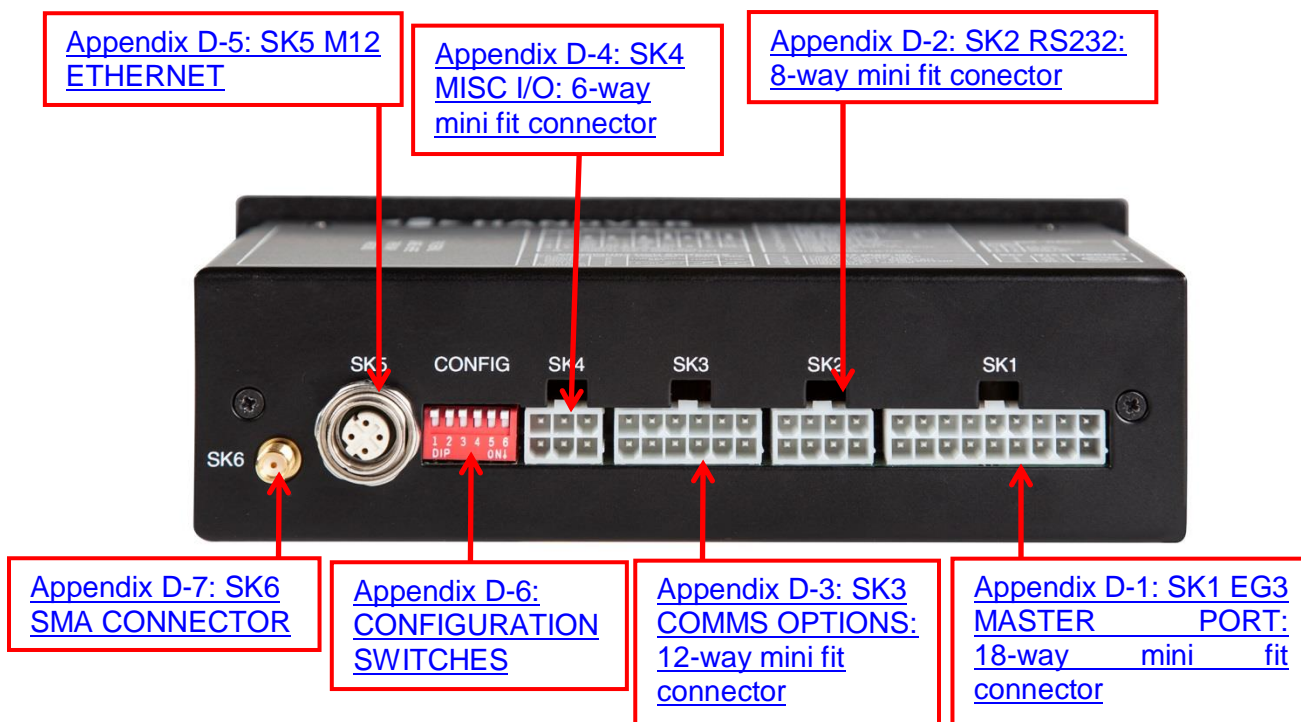 Appendix D-5: SK5 M12
ETHERNET
Appendix D-4: SK4
MISC I/O: 6-way
mini fit connector
Appendix D-2: SK2 RS232:
8-way mini fit conector
HANOVER
SK5
CONFIG
SK4
SK3
SK2
SK1
1 2 3 4 5 6
DIP ON↓
SK6
Appendix D-7: SK6
SMA CONNECTOR
Appendix D-6:
CONFIGURATION
SWITCHES
Appendix D-3: SK3
COMMS OPTIONS:
12-way mini fit
connector
Appendix D-1: SK1 EG3
MASTER PORT:
18-way mini fit
connector